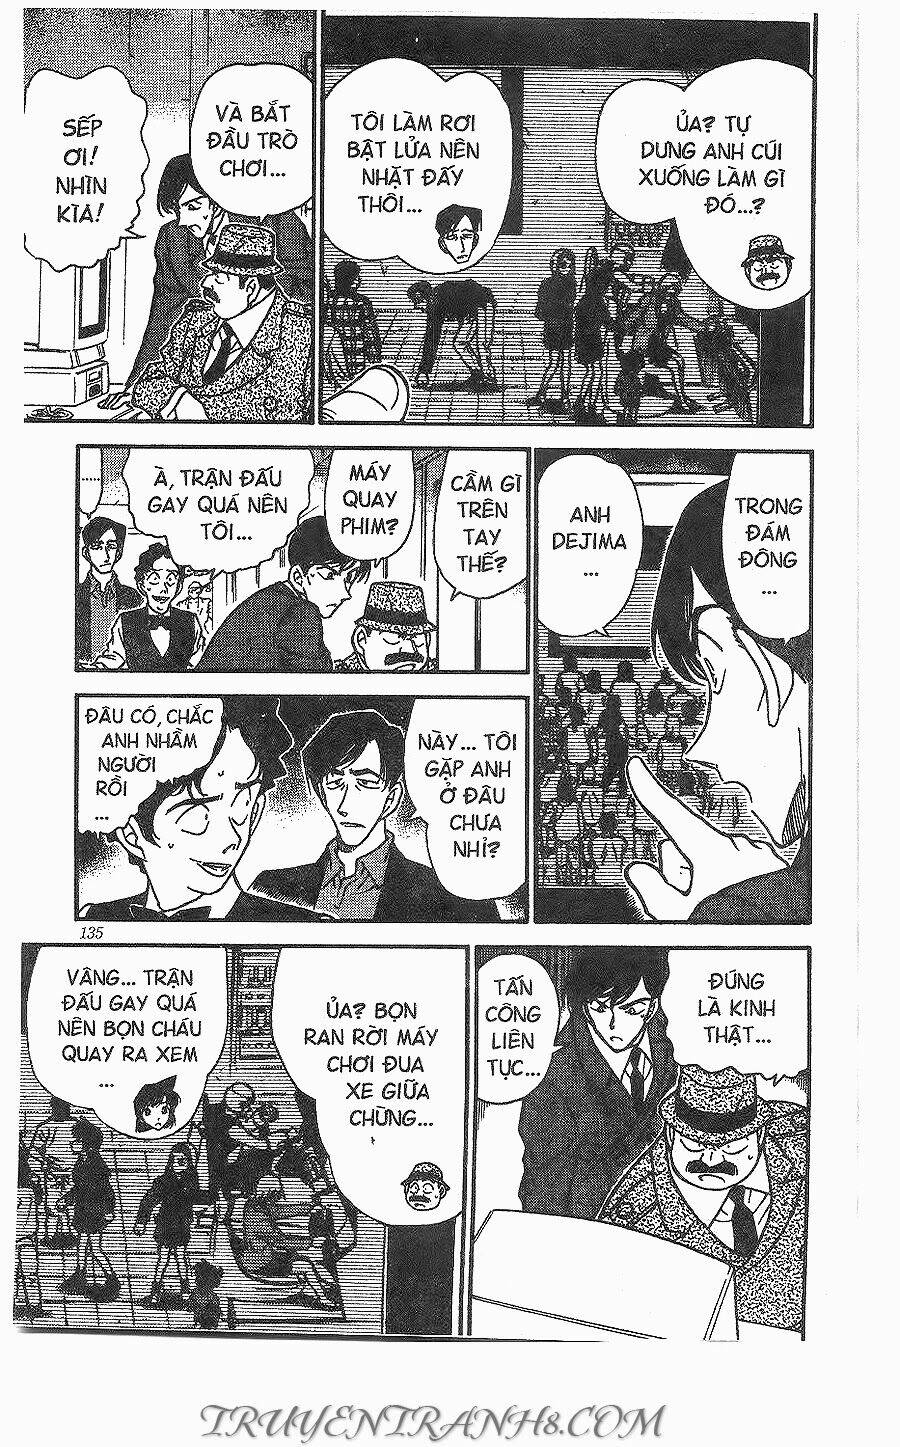 ỦA? TỰ
DƯNG ANH CÚI
XUỐNG LÀM GÌ
ĐÓ...?
TÔI LÀM RƠI
BẬT LỬA NÊN
NHẶT ĐẤY
THÔI...
VÀ BẮT
ĐẦU TRÒ
CHƠI...
SẾP
ƠI!
NHÌN
KÌA!
TRONG
ĐÁM
ĐÔNG
...
ANH
DEJIMA
...
CẦM GÌ
TRÊN
TAY
THẾ?
MÁY
QUAY
PHIM?
À, TRẬN ĐẤU
GAY QUÁ NÊN
TÔI...
...
NÀY... TÔI
GẶP ANH
Ở ĐÂU
CHƯA
NHỈ?
ĐÂU CÓ, CHẮC
ANH NHẦM
NGƯỜI
RỒI
...
135
ĐÚNG
LÀ KINH
THẬT...
TẤN
CÔNG
LIÊN
TỤC...
ỦA? BỌN
RAN RỜI MÁY
CHƠI ĐUA
XE GIỮA
CHỪNG...
VÂNG... TRẬN
ĐẤU GAY QUÁ
NÊN BỌN CHÁU
QUAY RA XEM
...
TRUYENTRANH8.COM